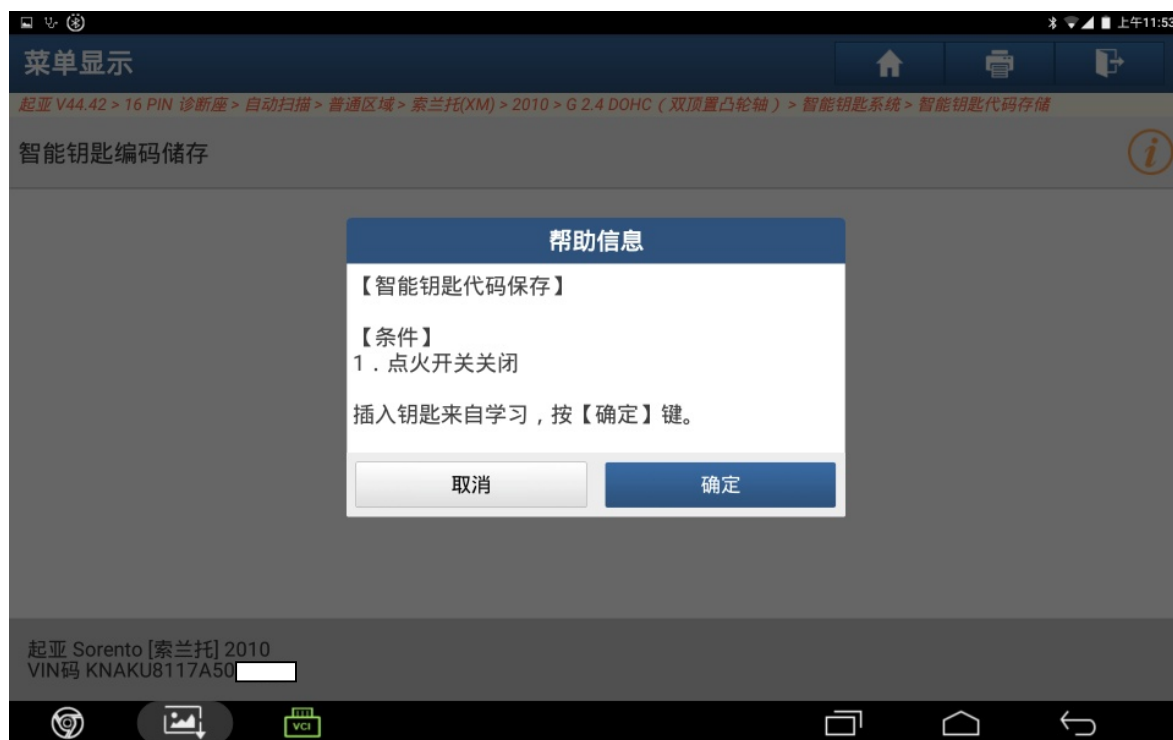 上午11:53
菜单显示
起亚 V44.42 > 16 PIN 诊断座 > 自动扫描 > 普通区域 > 索兰托(XM) > 2010 > G 2.4 DOHC ( 双顶置凸轮轴 ) > 智能钥匙系统 > 智能钥匙代码存储
智能钥匙编码储存
i
帮助信息
【智能钥匙代码保存】
【条件】
1 . 点火开关关闭
插入钥匙来自学习 , 按【确定】键。
取消
确定
起亚 Sorento [索兰托] 2010
VIN码 KNAKU8117A50
VCI